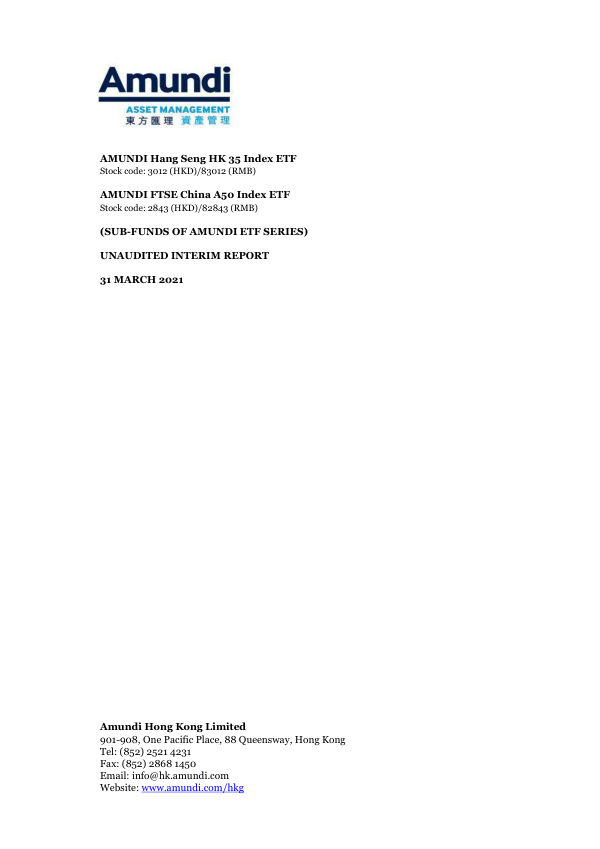 Amundi
ASSET MANAGEMENT
東方匯理 資產管理
AMUNDI Hang Seng HK 35 Index ETF
Stock code: 3012 (HKD)/83012 (RMB)
AMUNDI FTSE China A50 Index ETF
Stock code: 2843 (HKD)/82843 (RMB)
(SUB-FUNDS OF AMUNDI ETF SERIES)
UNAUDITED INTERIM REPORT
31 MARCH 2021
Amundi Hong Kong Limited
901-908, One Pacific Place, 88 Queensway, Hong Kong
Tel: (852) 2521 4231
Fax: (852) 2868 1450
Email: info@hk.amundi.com
Website: www.amundi.com/hkg